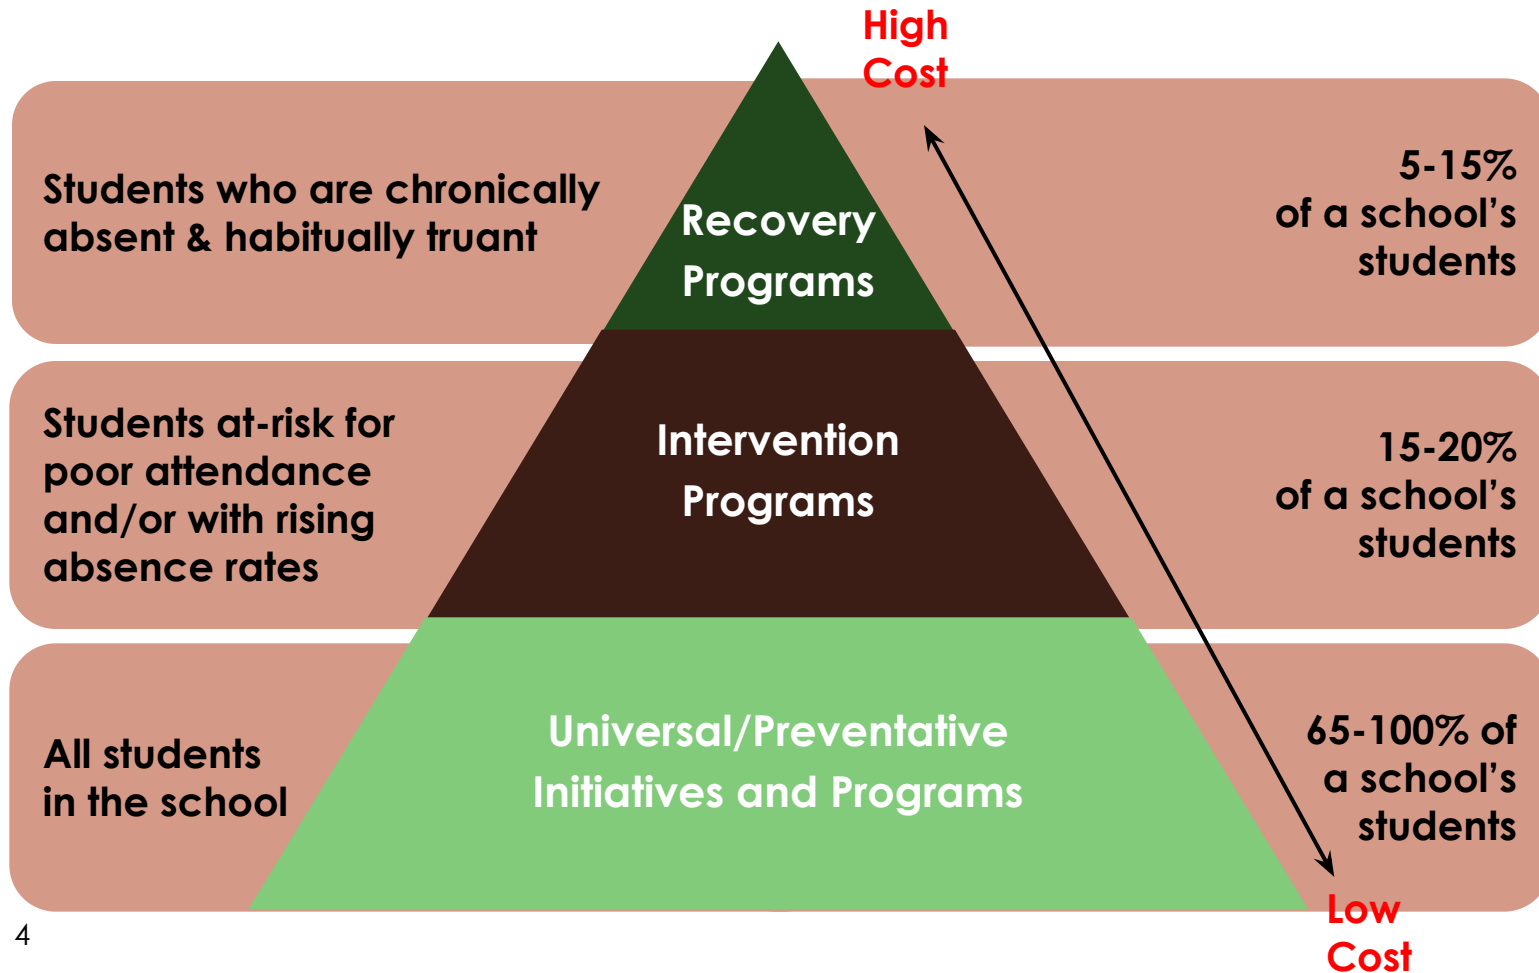 High
Cost
Students who are chronically
absent & habitually truant
Recovery
Programs
5-15%
of a school’s
students
Students at-risk for
poor attendance
and/or with rising
absence rates
Intervention
Programs
15-20%
of a school’s
students
All students
in the school
Universal/Preventative
Initiatives and Programs
65-100% of
a school’s
students
Low
Cost
4